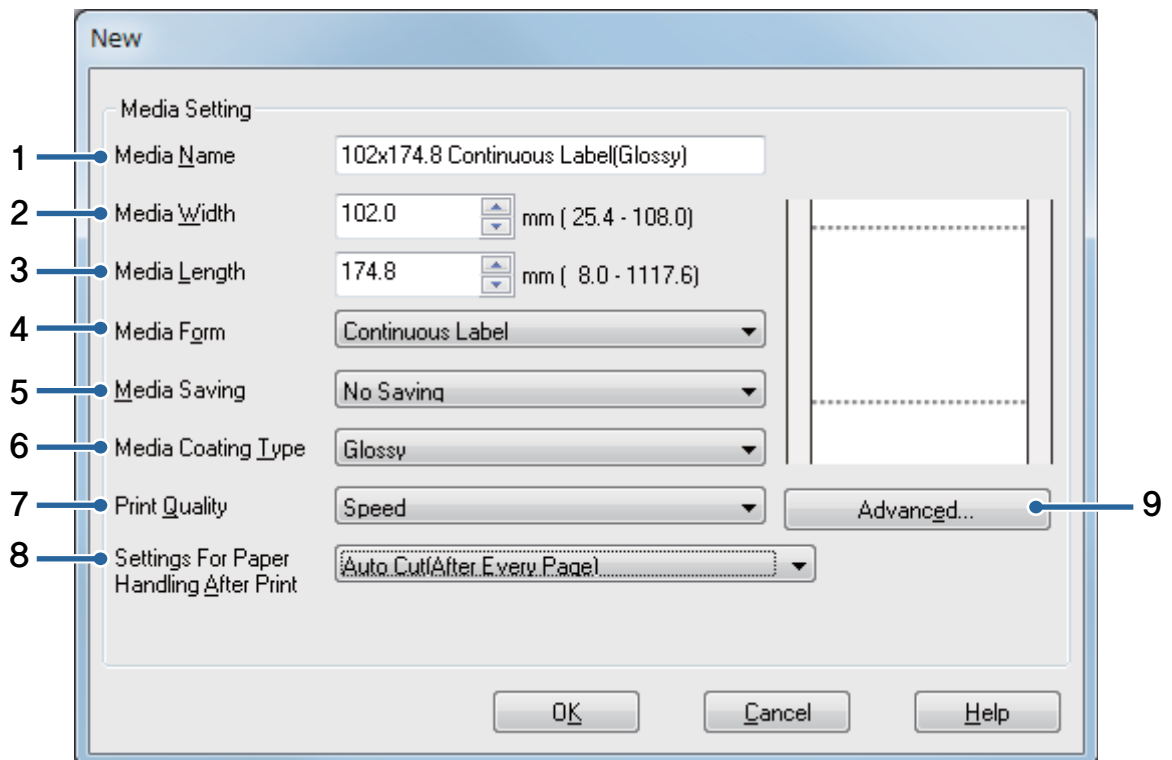 New
Media Setting
1 Media Name 102x174.8 Continuous Label(Glossy)
2 Media Width 102.0 mm ( 25.4 - 108.0)
3 Media Length 174.8 mm ( 8.0 - 1117.6)
4 Media Form Continuous Label
5 Media Saving No Saving
6 Media Coating Type Glossy
7 Print Quality Speed Advanced... 9
8 Settings For Paper Auto Cut(After Every Page)
Handling After Print
OK Cancel Help